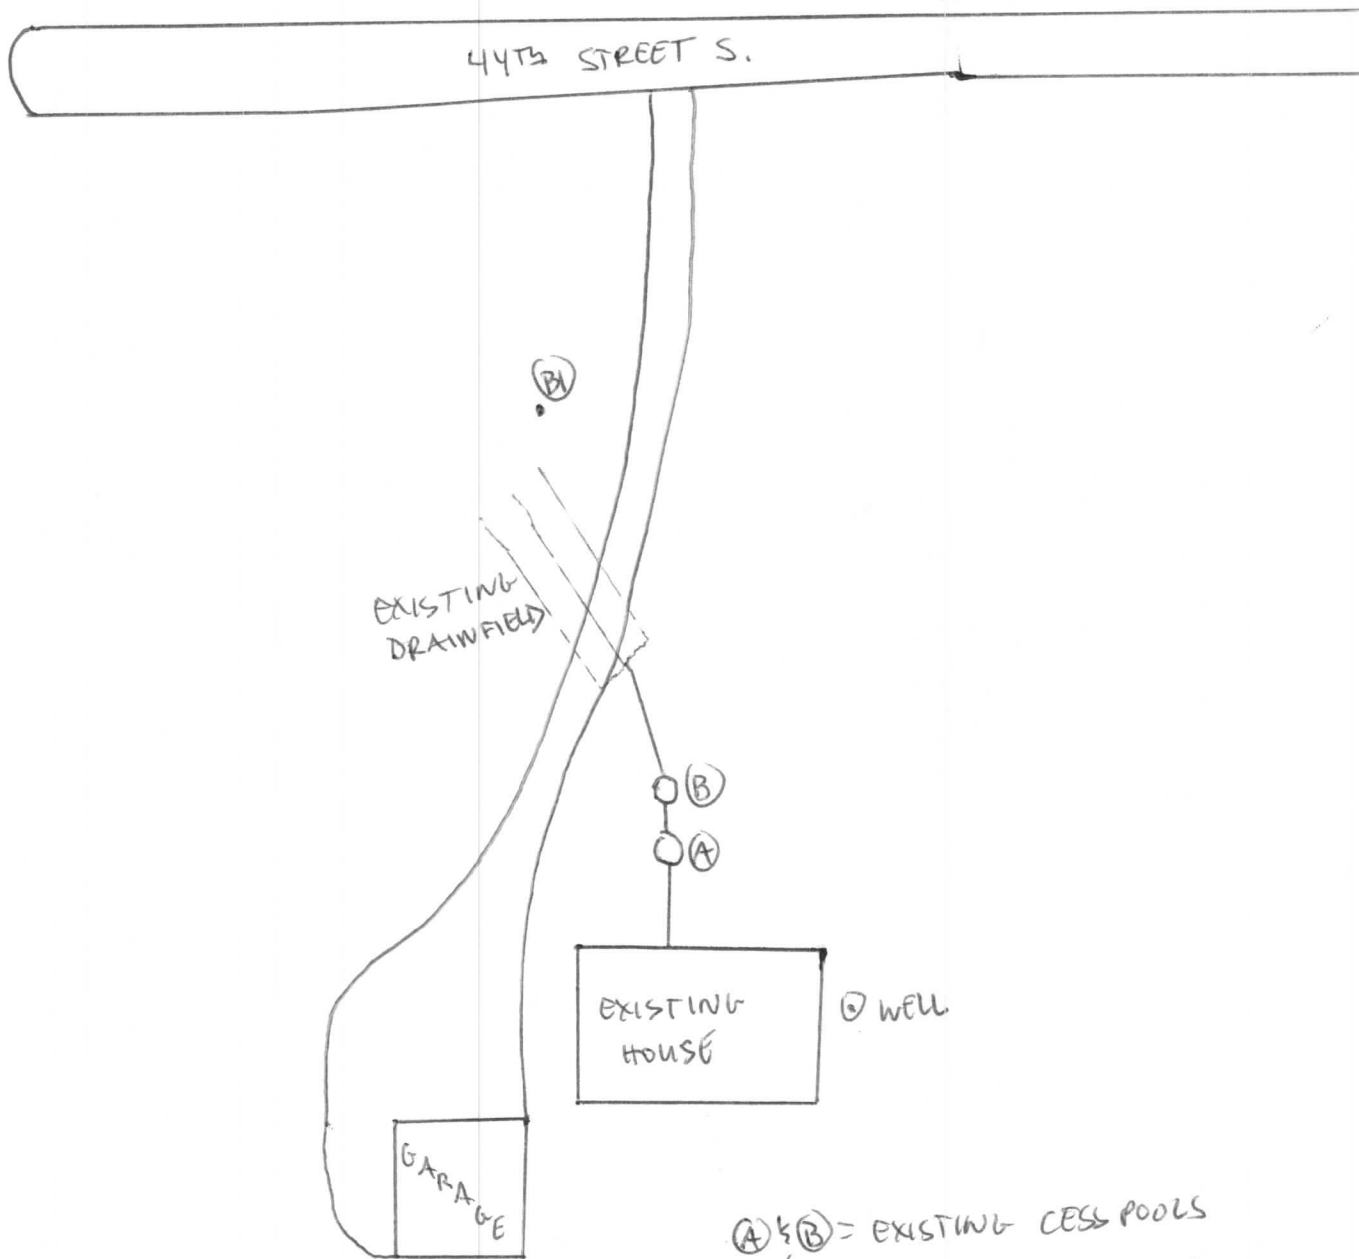 44TH STREET S.
B1
EXISTING
DRAINFIELD
B
A
EXISTING
HOUSE
WELL
GARAGE
A & B = EXISTING CESS POOLS